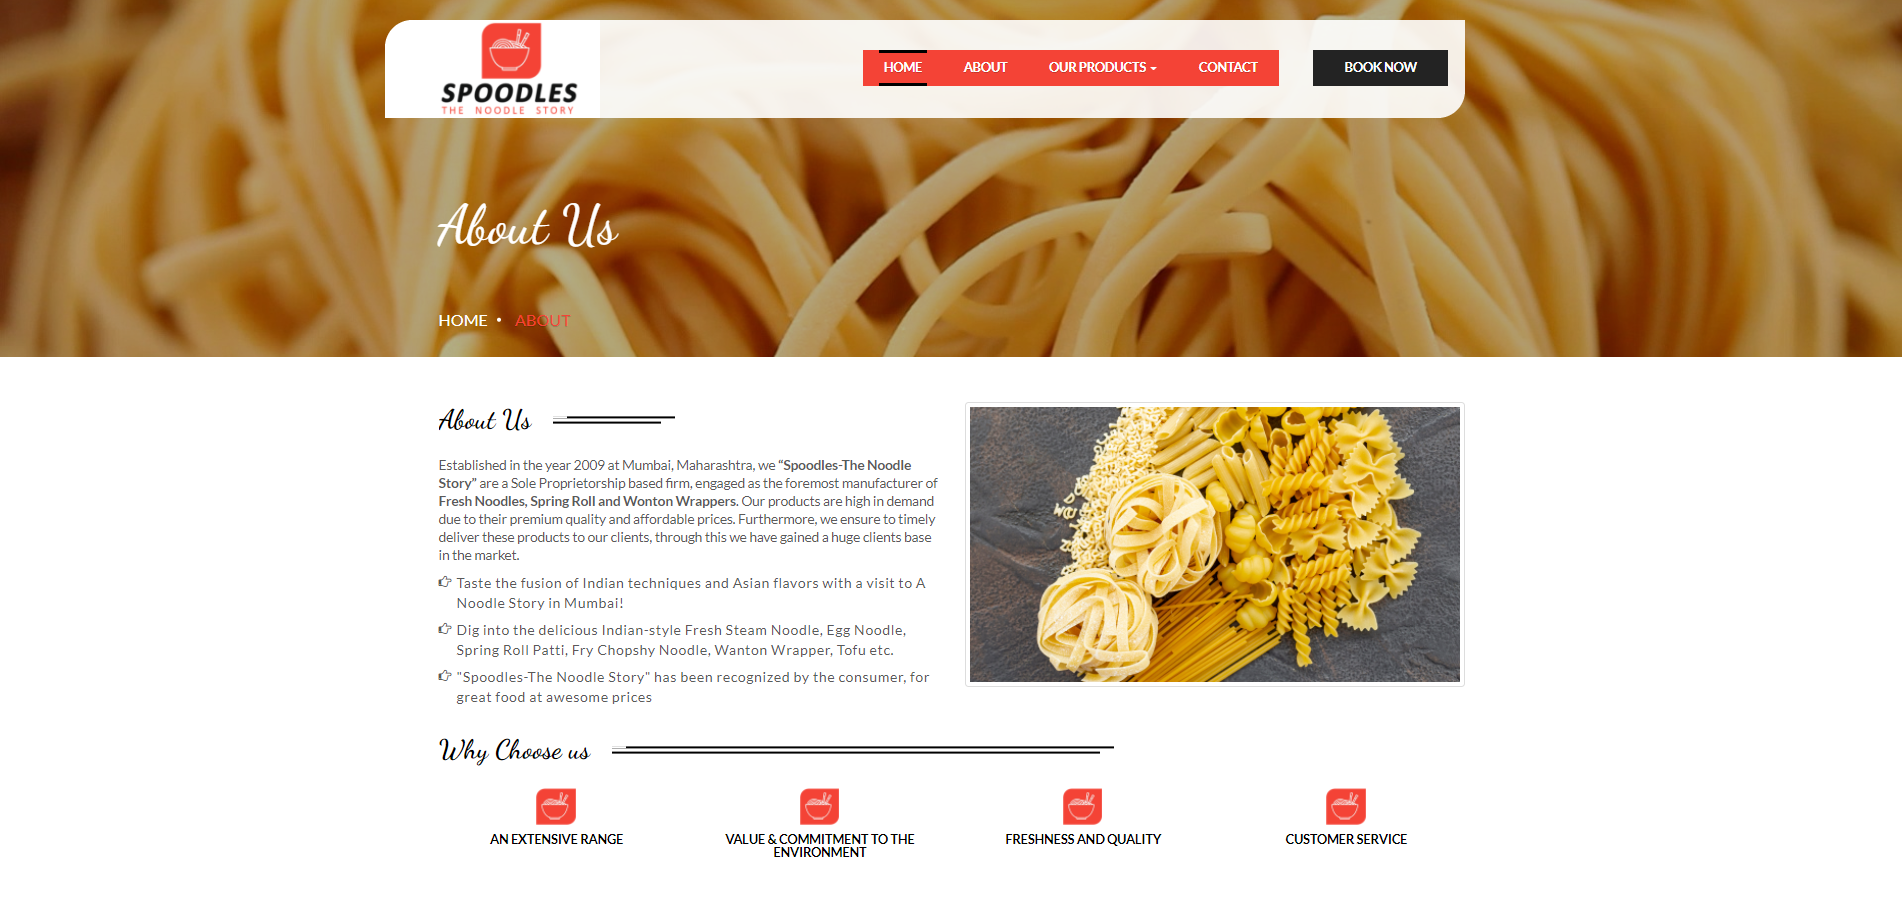 SPOODLES
THE NOODLE STORY
HOME ABOUT OUR PRODUCTS CONTACT BOOK NOW
About Us
HOME • ABOUT
About Us
Established in the year 2009 at Mumbai, Maharashtra, we “Spoodles-The Noodle
Story” are a Sole Proprietorship based firm, engaged as the foremost manufacturer of
Fresh Noodles, Spring Roll and Wonton Wrappers. Our products are high in demand
due to their premium quality and affordable prices. Furthermore, we ensure to timely
deliver these products to our clients, through this we have gained a huge clients base
in the market.
Taste the fusion of Indian techniques and Asian flavors with a visit to A
Noodle Story in Mumbai!
Dig into the delicious Indian-style Fresh Steam Noodle, Egg Noodle,
Spring Roll Patti, Fry Chopshy Noodle, Wanton Wrapper, Tofu etc.
"Spoodles-The Noodle Story" has been recognized by the consumer, for
great food at awesome prices
Why Choose us
AN EXTENSIVE RANGE
VALUE & COMMITMENT TO THE
ENVIRONMENT
FRESHNESS AND QUALITY
CUSTOMER SERVICE